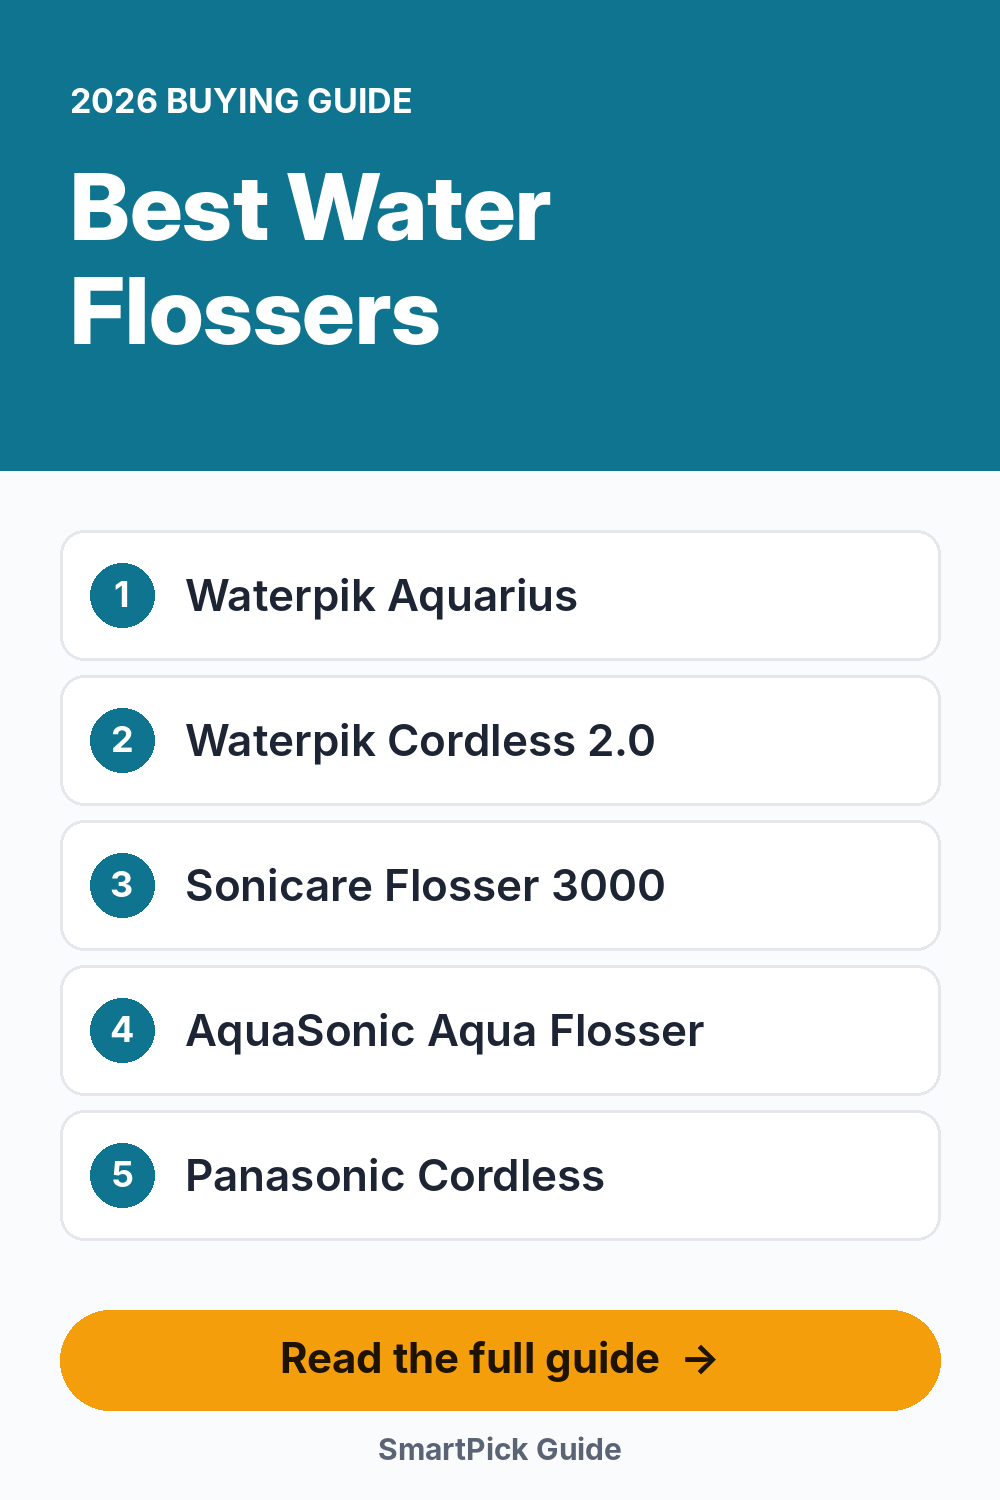 2026 BUYING GUIDE
Best Water
Flossers
1 Waterpik Aquarius
2 Waterpik Cordless 2.0
3 Sonicare Flosser 3000
4 AquaSonic Aqua Flosser
5 Panasonic Cordless
Read the full guide →
SmartPick Guide